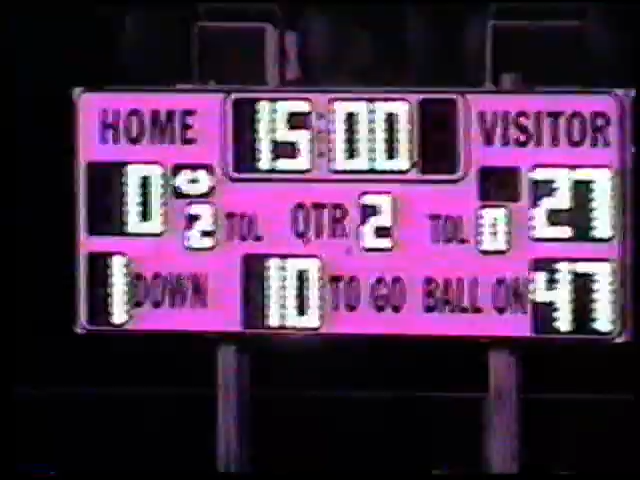 HOME 15:00 VISITOR
0 27
2 TOL QTR 2 TOL 0
1 DOWN 10 TO GO BALL ON 47